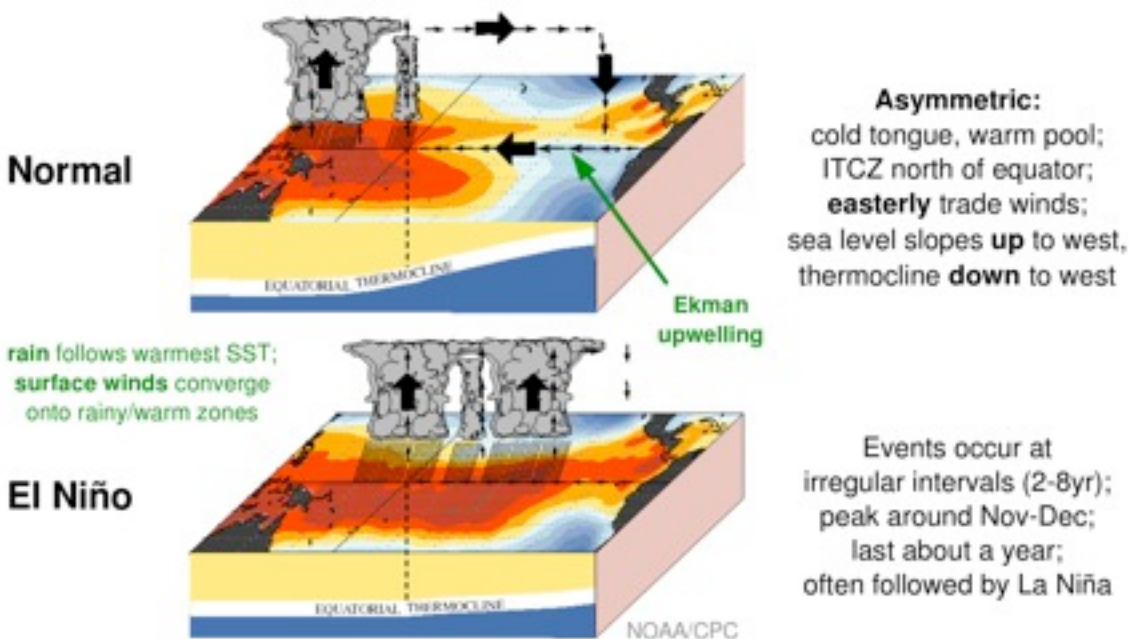 Normal
EQUATORIAL THERMOCLINE
Asymmetric:
cold tongue, warm pool;
ITCZ north of equator;
easterly trade winds;
sea level slopes up to west,
thermocline down to west
Ekman
upwelling
rain follows warmest SST;
surface winds converge
onto rainy/warm zones
El Niño
EQUATORIAL THERMOCLINE
NOAA/CPC
Events occur at
irregular intervals (2-8yr);
peak around Nov-Dec;
last about a year;
often followed by La Niña